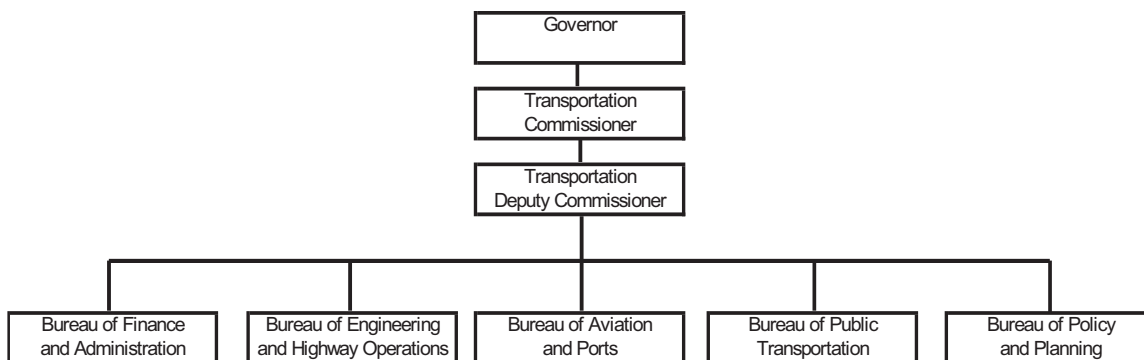 Governor
Transportation
Commissioner
Transportation
Deputy Commissioner
Bureau of Finance
and Administration
Bureau of Engineering
and Highway Operations
Bureau of Aviation
and Ports
Bureau of Public
Transportation
Bureau of Policy
and Planning